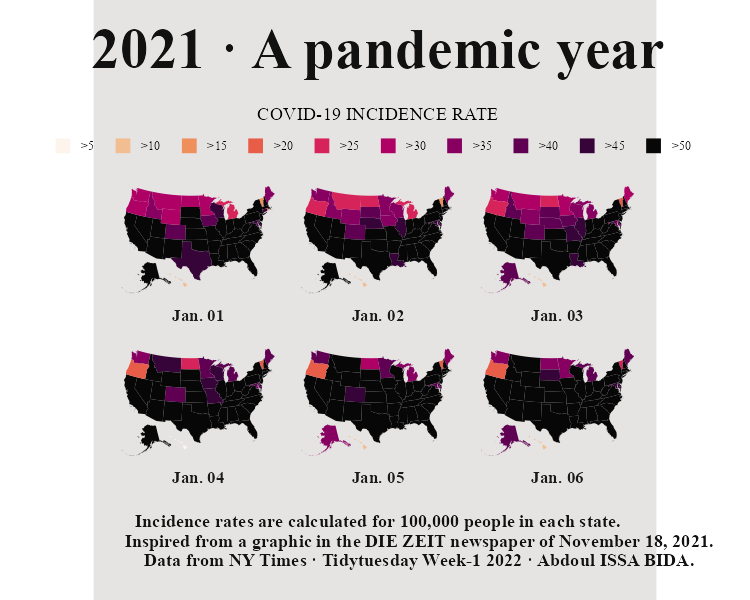 2021 · A pandemic year
COVID-19 INCIDENCE RATE
>5 >10 >15 >20 >25 >30 >35 >40 >45 >50
Jan. 01 Jan. 02 Jan. 03
Jan. 04 Jan. 05 Jan. 06
Incidence rates are calculated for 100,000 people in each state.
Inspired from a graphic in the DIE ZEIT newspaper of November 18, 2021.
Data from NY Times · Tidytuesday Week-1 2022 · Abdoul ISSA BIDA.